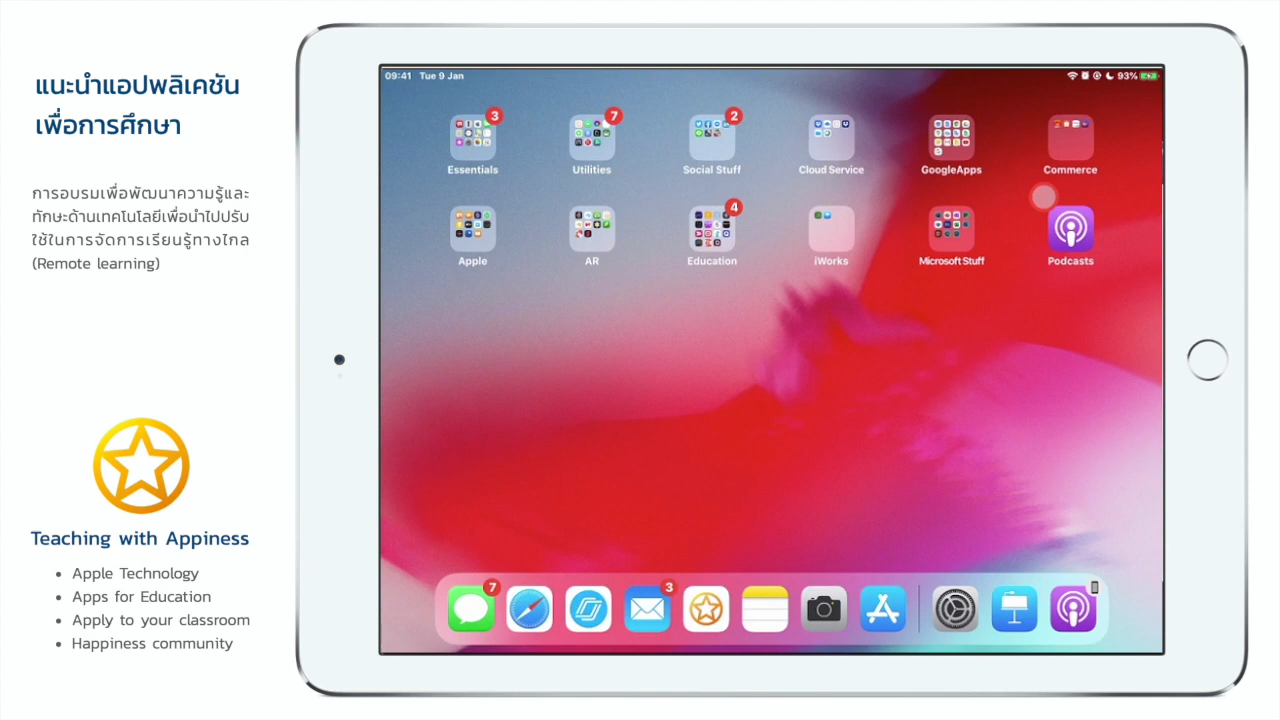 แนะนำแอปพลิเคชัน
เพื่อการศึกษา
การอบรมเพื่อพัฒนาความรู้และ
ทักษะด้านเทคโนโลยีเพื่อนำไปปรับ
ใช้ในการจัดการเรียนรู้ทางไกล
(Remote learning)
Teaching with Appiness
• Apple Technology
• Apps for Education
• Apply to your classroom
• Happiness community
09:41 Tue 9 Jan
93%
3 7 2
Essentials Utilities Social Stuff Cloud Service GoogleApps Commerce
4
Apple AR Education iWorks Microsoft Stuff Podcasts
7 3